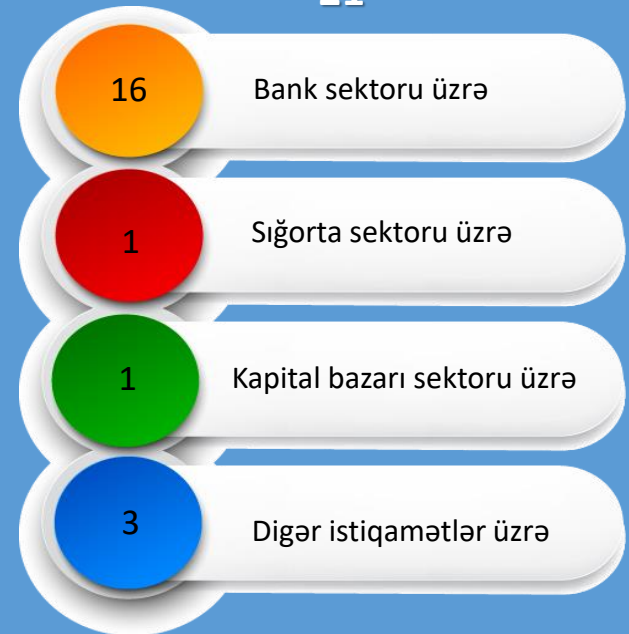 16
Bank sektoru üzrə
1
Sığorta sektoru üzrə
1
Kapital bazarı sektoru üzrə
3
Digər istiqamətlər üzrə